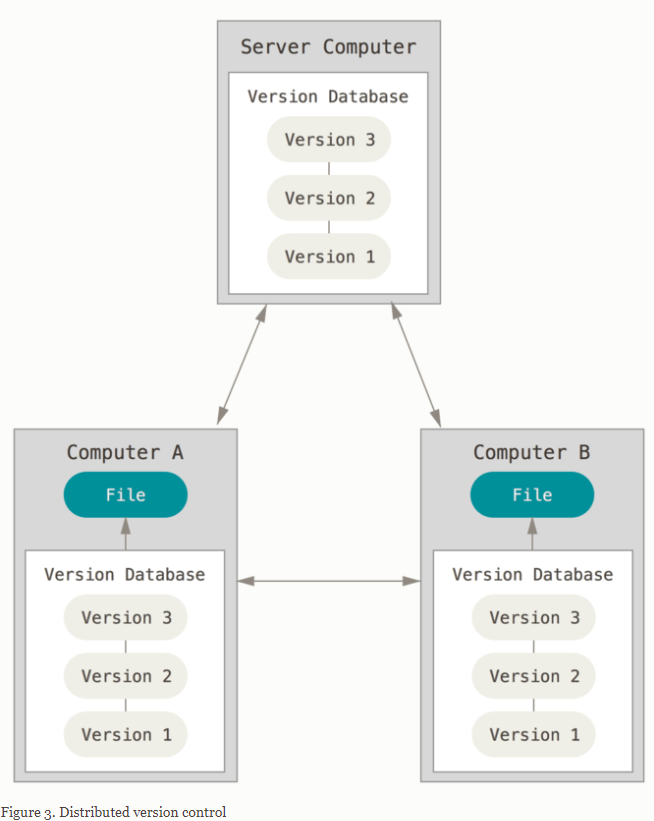 Server Computer
Version Database
Version 3
Version 2
Version 1
Computer A
File
Version Database
Version 3
Version 2
Version 1
Computer B
File
Version Database
Version 3
Version 2
Version 1
Figure 3. Distributed version control